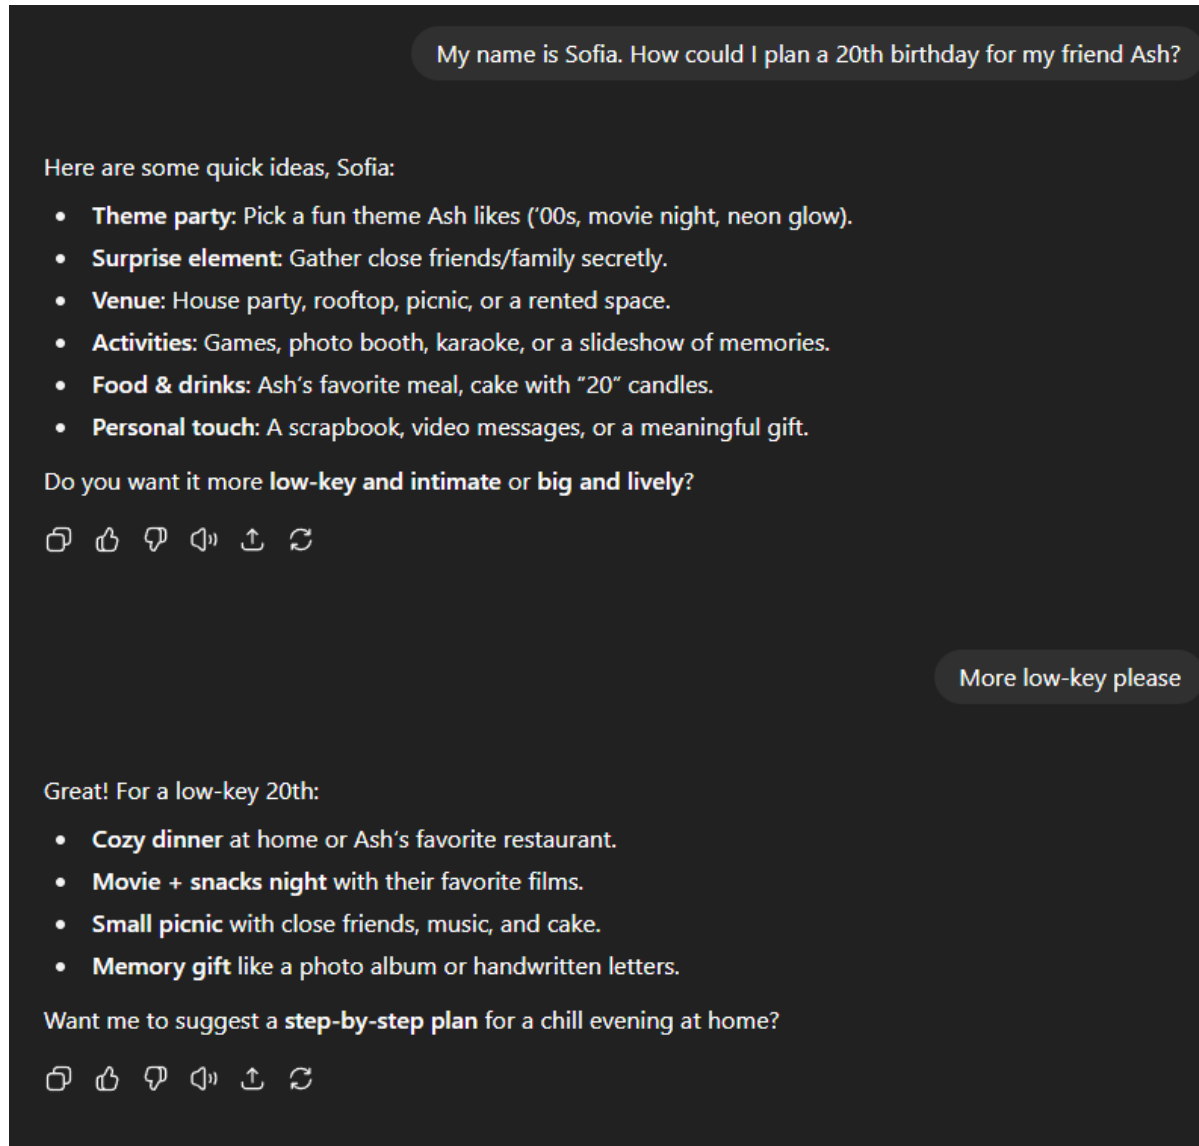 My name is Sofia. How could I plan a 20th birthday for my friend Ash?
Here are some quick ideas, Sofia:
• Theme party: Pick a fun theme Ash likes (’00s, movie night, neon glow).
• Surprise element: Gather close friends/family secretly.
• Venue: House party, rooftop, picnic, or a rented space.
• Activities: Games, photo booth, karaoke, or a slideshow of memories.
• Food & drinks: Ash’s favorite meal, cake with “20” candles.
• Personal touch: A scrapbook, video messages, or a meaningful gift.
Do you want it more low-key and intimate or big and lively?
More low-key please
Great! For a low-key 20th:
• Cozy dinner at home or Ash’s favorite restaurant.
• Movie + snacks night with their favorite films.
• Small picnic with close friends, music, and cake.
• Memory gift like a photo album or handwritten letters.
Want me to suggest a step-by-step plan for a chill evening at home?